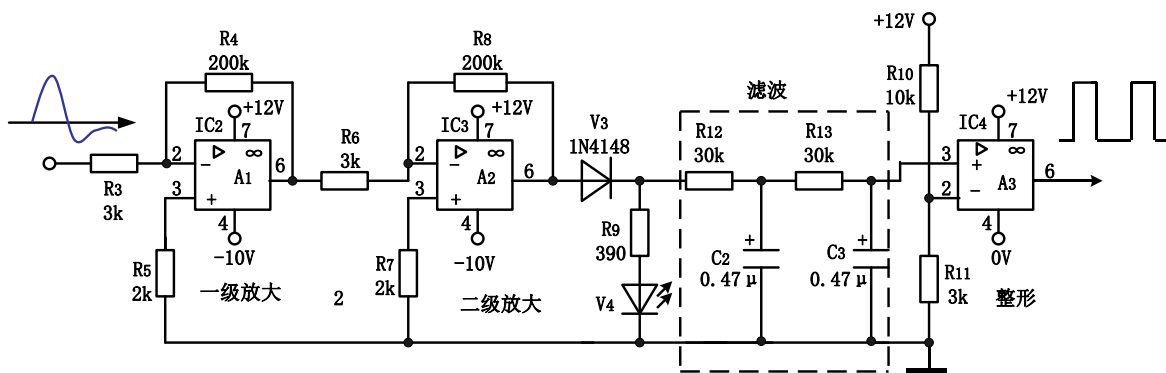 R4
200k
R8
200k
+12V
滤波
R10
10k
+12V
7
IC2
2
−
▷
∞
6
A1
3
+
4
−10V
R3
3k
R5
2k
一级放大
R6
3k
2
+12V
7
IC3
2
−
▷
∞
6
A2
3
+
4
−10V
R7
2k
二级放大
V3
1N4148
R9
390
V4
R12
30k
R13
30k
+
C2
0.47μ
+
C3
0.47μ
+12V
7
IC4
3
+
▷
∞
6
A3
2
−
4
0V
R11
3k
整形